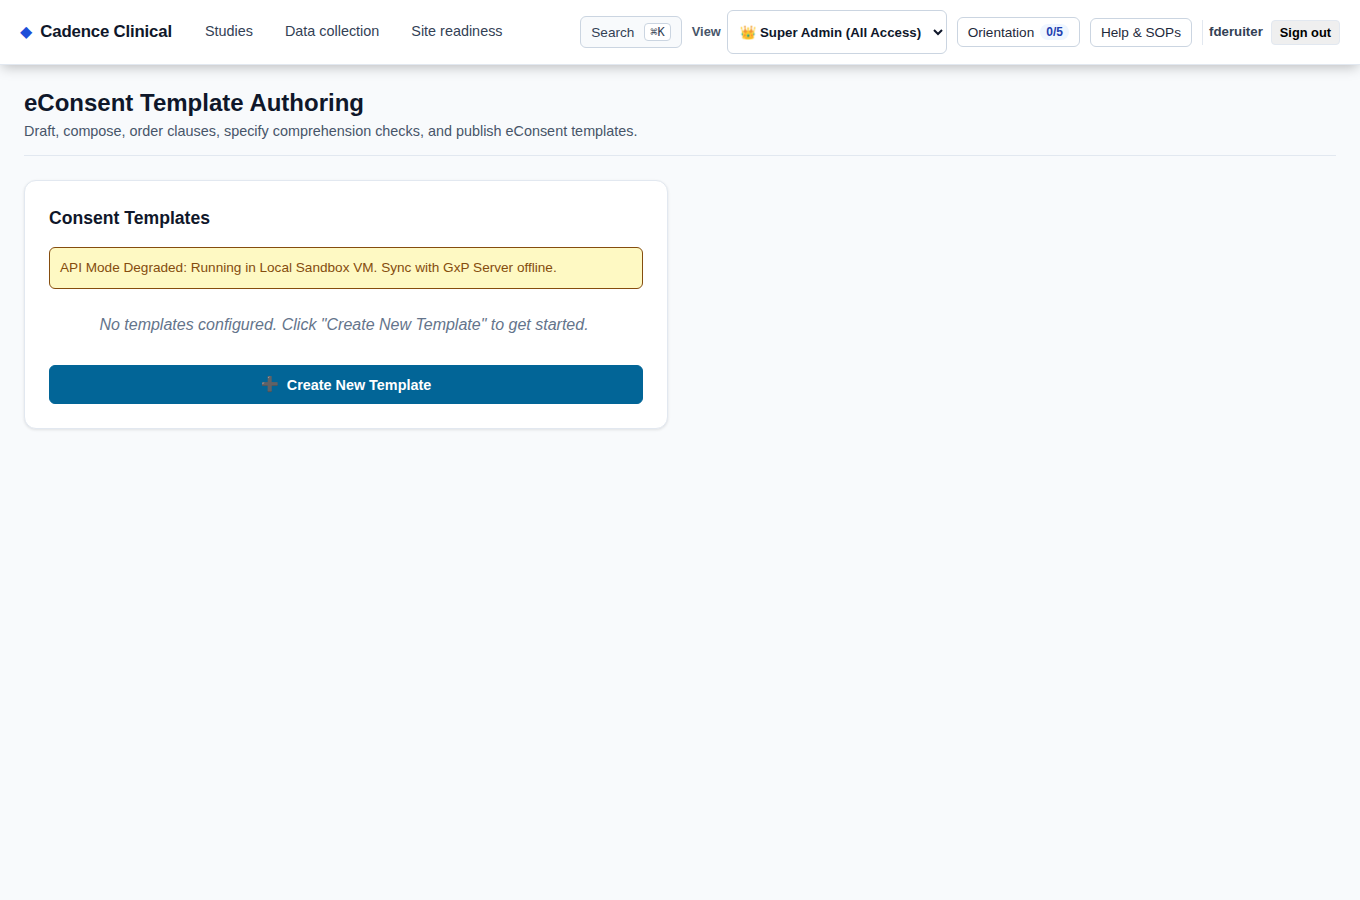 Cadence Clinical Studies Data collection Site readiness Search ⌘K View 👑 Super Admin (All Access) Orientation 0/5 Help & SOPs fderuiter Sign out
eConsent Template Authoring
Draft, compose, order clauses, specify comprehension checks, and publish eConsent templates.
Consent Templates
API Mode Degraded: Running in Local Sandbox VM. Sync with GxP Server offline.
No templates configured. Click "Create New Template" to get started.
➕ Create New Template